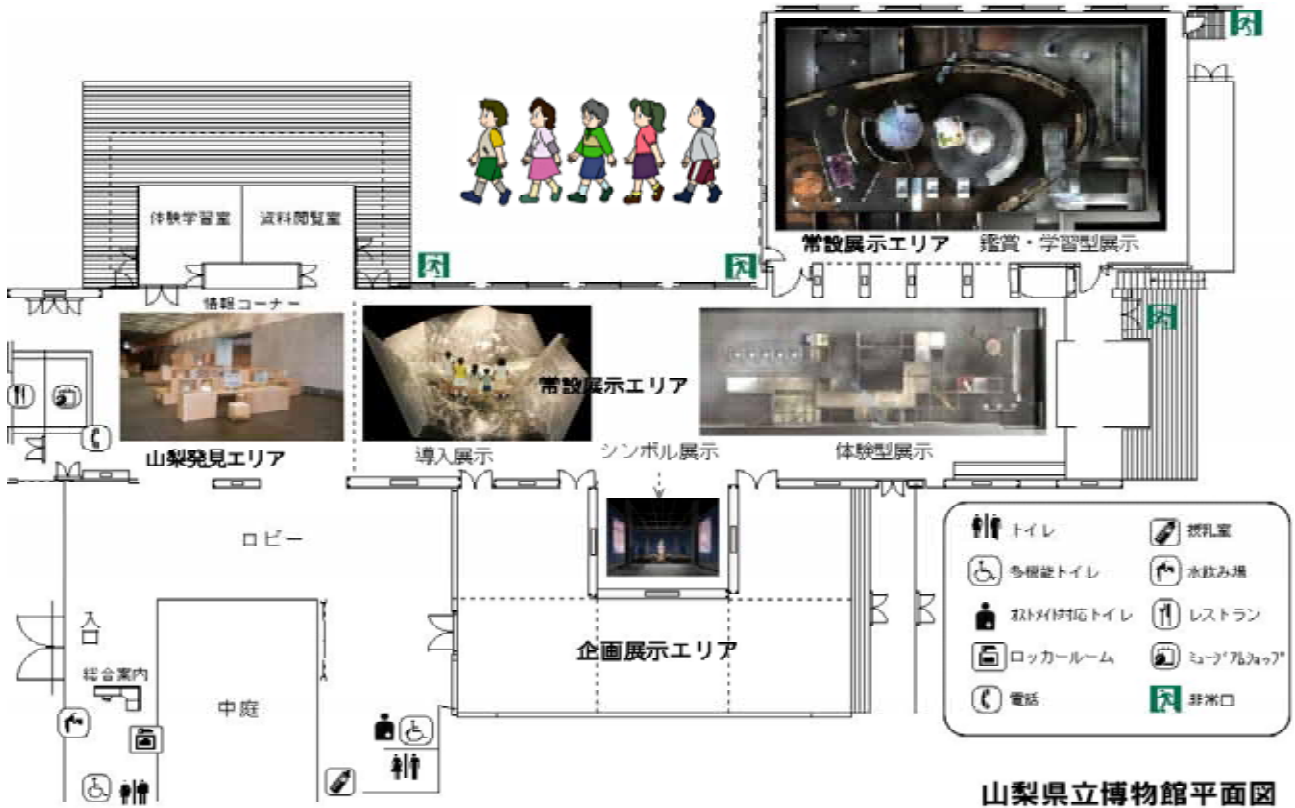 体験学習室
資料閲覧室
情報コーナー
常設展示エリア 鑑賞・学習型展示
常設展示エリア
山梨発見エリア
導入展示
シンボル展示
体験型展示
ロビー
入口
総合案内
中庭
企画展示エリア
トイレ
授乳室
多機能トイレ
水飲み場
オストメイト対応トイレ
レストラン
ロッカールーム
ミュージアムショップ
電話
非常口
山梨県立博物館平面図